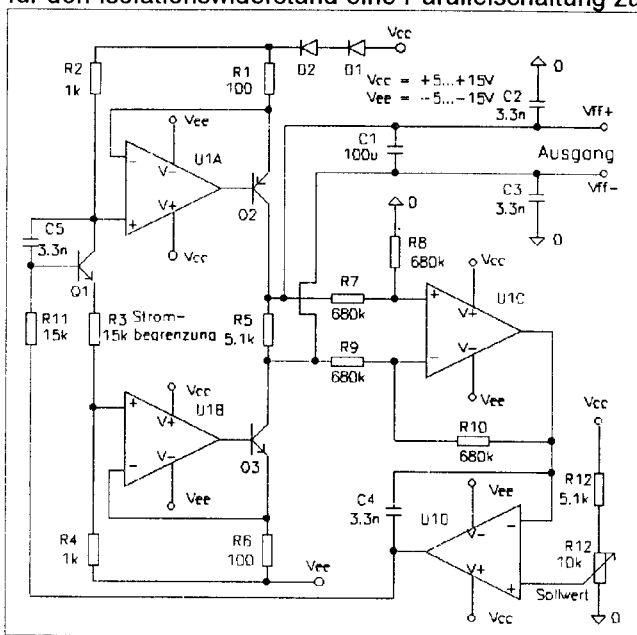 für den Isolationswiderstand eine Parallelschaltung zu
Vcc
D2 D1
R2
1k
R1
100
Vcc = +5...+15V
Vee = -5...-15V
0
C2
3.3n
Vee
U1A
V-
V+
-
+
Vcc
Q2
C1
100u
Vff+
Ausgang
Vff-
C3
3.3n
0
C5
3.3n
Q1
0
R8
680k
R11
15k
R3
15k
Strom-
begrenzung
R5
5.1k
R7
680k
Vcc
U1C
+
V+
V-
-
Vee
R9
680k
Vcc
U1B
+
V+
V-
-
Vee
Q3
R10
680k
Vcc
R12
5.1k
C4
3.3n
Vee
U1D
V-
V+
-
+
Vcc
R12
10k
Sollwert
0
R4
1k
R6
100
Vee